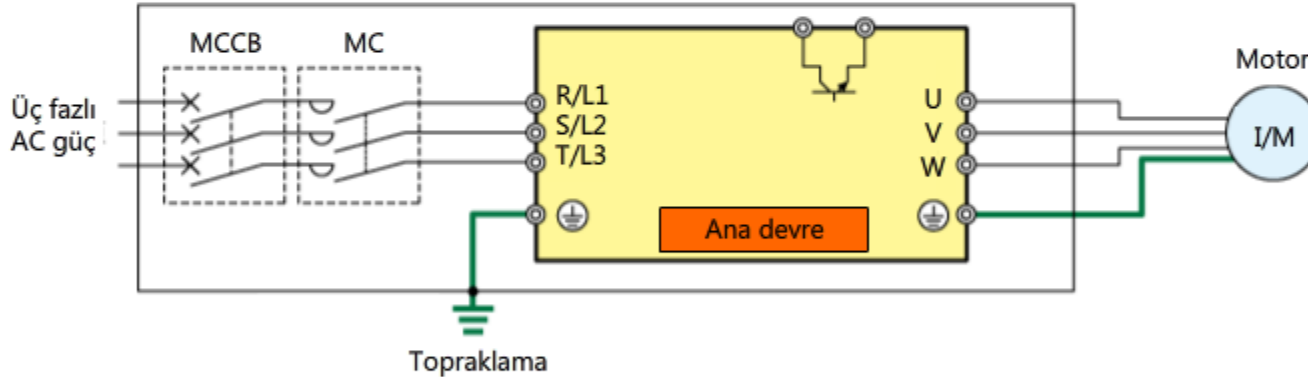 MCCB
MC
Motor
Üç fazlı
AC güç
R/L1
S/L2
T/L3
U
V
W
I/M
Ana devre
Topraklama